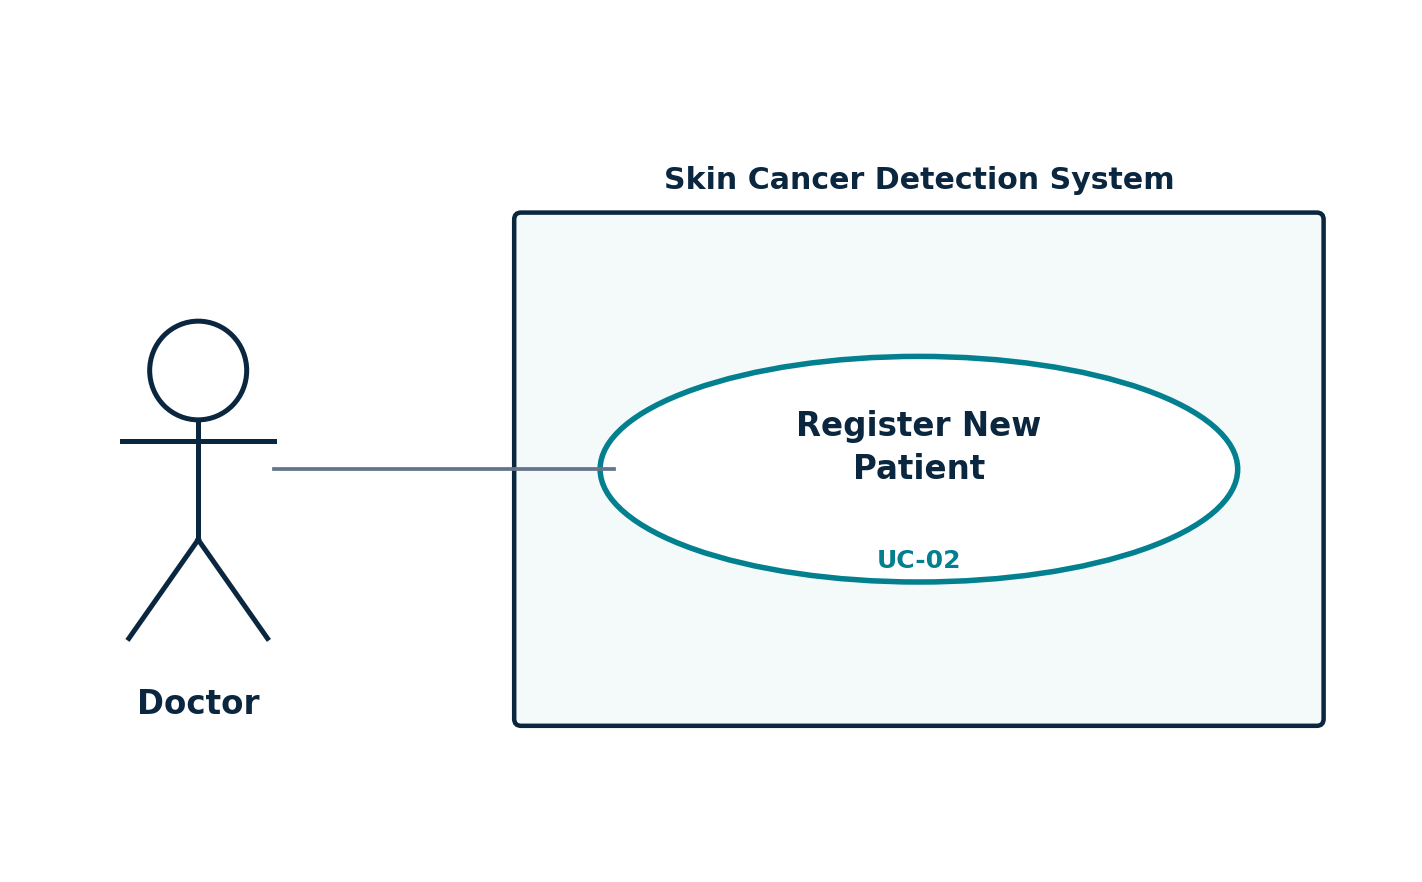 Skin Cancer Detection System
Register New
Patient
UC-02
Doctor